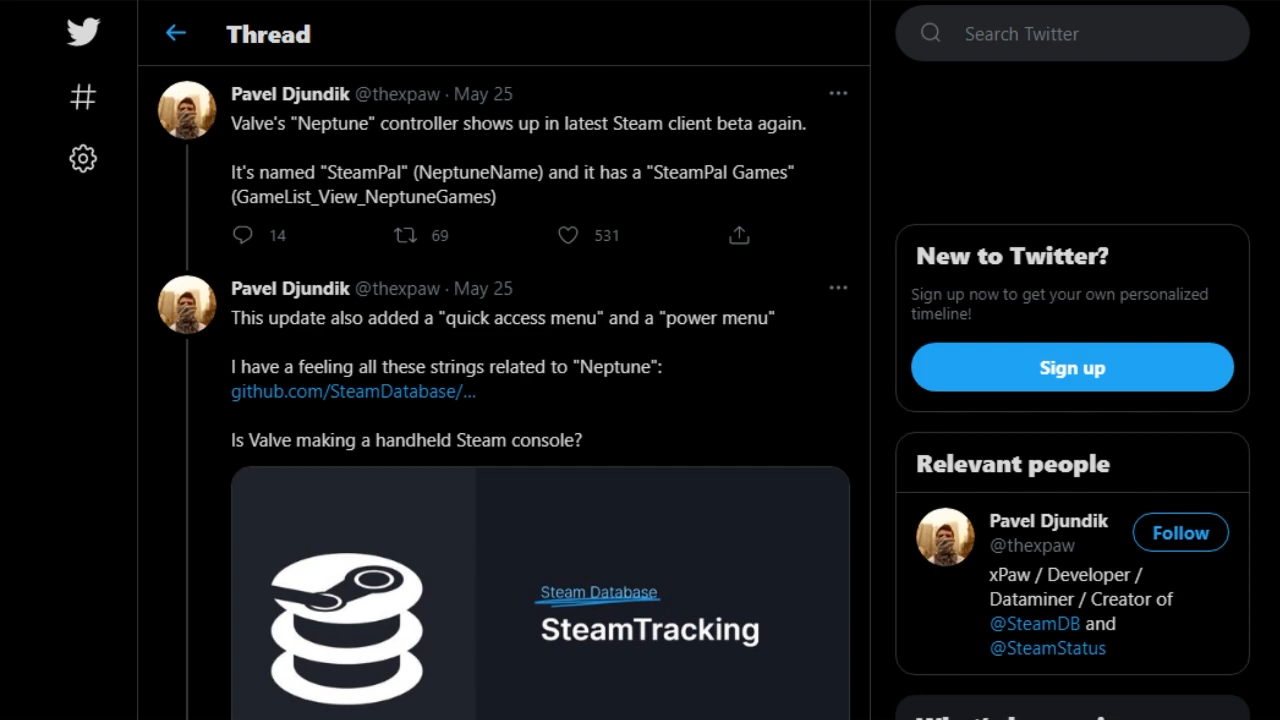 Thread
Search Twitter
Pavel Djundik @thexpaw · May 25
Valve's "Neptune" controller shows up in latest Steam client beta again.
It's named "SteamPal" (NeptuneName) and it has a "SteamPal Games"
(GameList_View_NeptuneGames)
14 69 531
Pavel Djundik @thexpaw · May 25
This update also added a "quick access menu" and a "power menu"
I have a feeling all these strings related to "Neptune":
github.com/SteamDatabase/...
Is Valve making a handheld Steam console?
Steam Database
SteamTracking
New to Twitter?
Sign up now to get your own personalized
timeline!
Sign up
Relevant people
Pavel Djundik
@thexpaw
Follow
xPaw / Developer /
Dataminer / Creator of
@SteamDB and
@SteamStatus